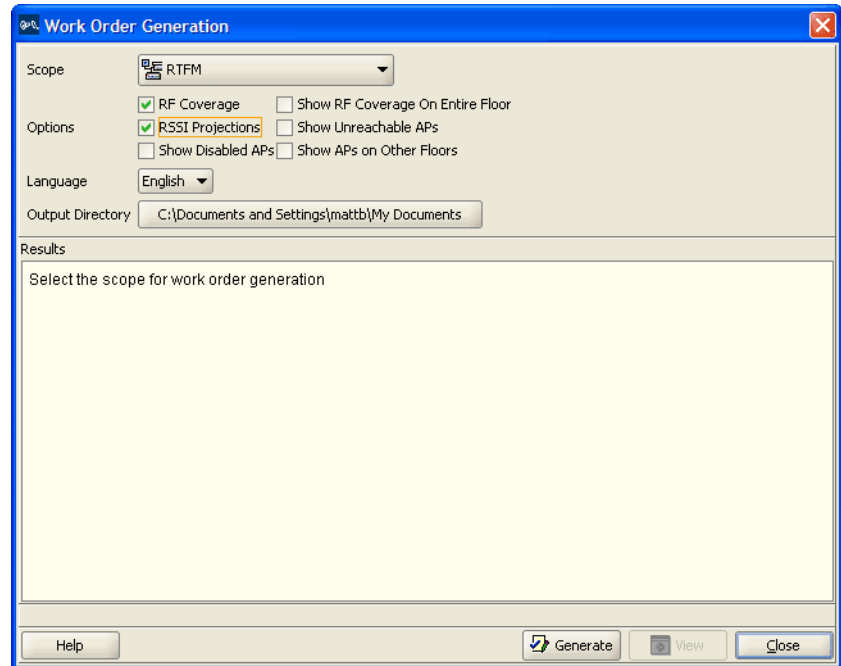 Work Order Generation
Scope RTFM
RF Coverage Show RF Coverage On Entire Floor
Options RSSI Projections Show Unreachable APs
Show Disabled APs Show APs on Other Floors
Language English
Output Directory C:\Documents and Settings\mattb\My Documents
Results
Select the scope for work order generation
Help Generate View Close